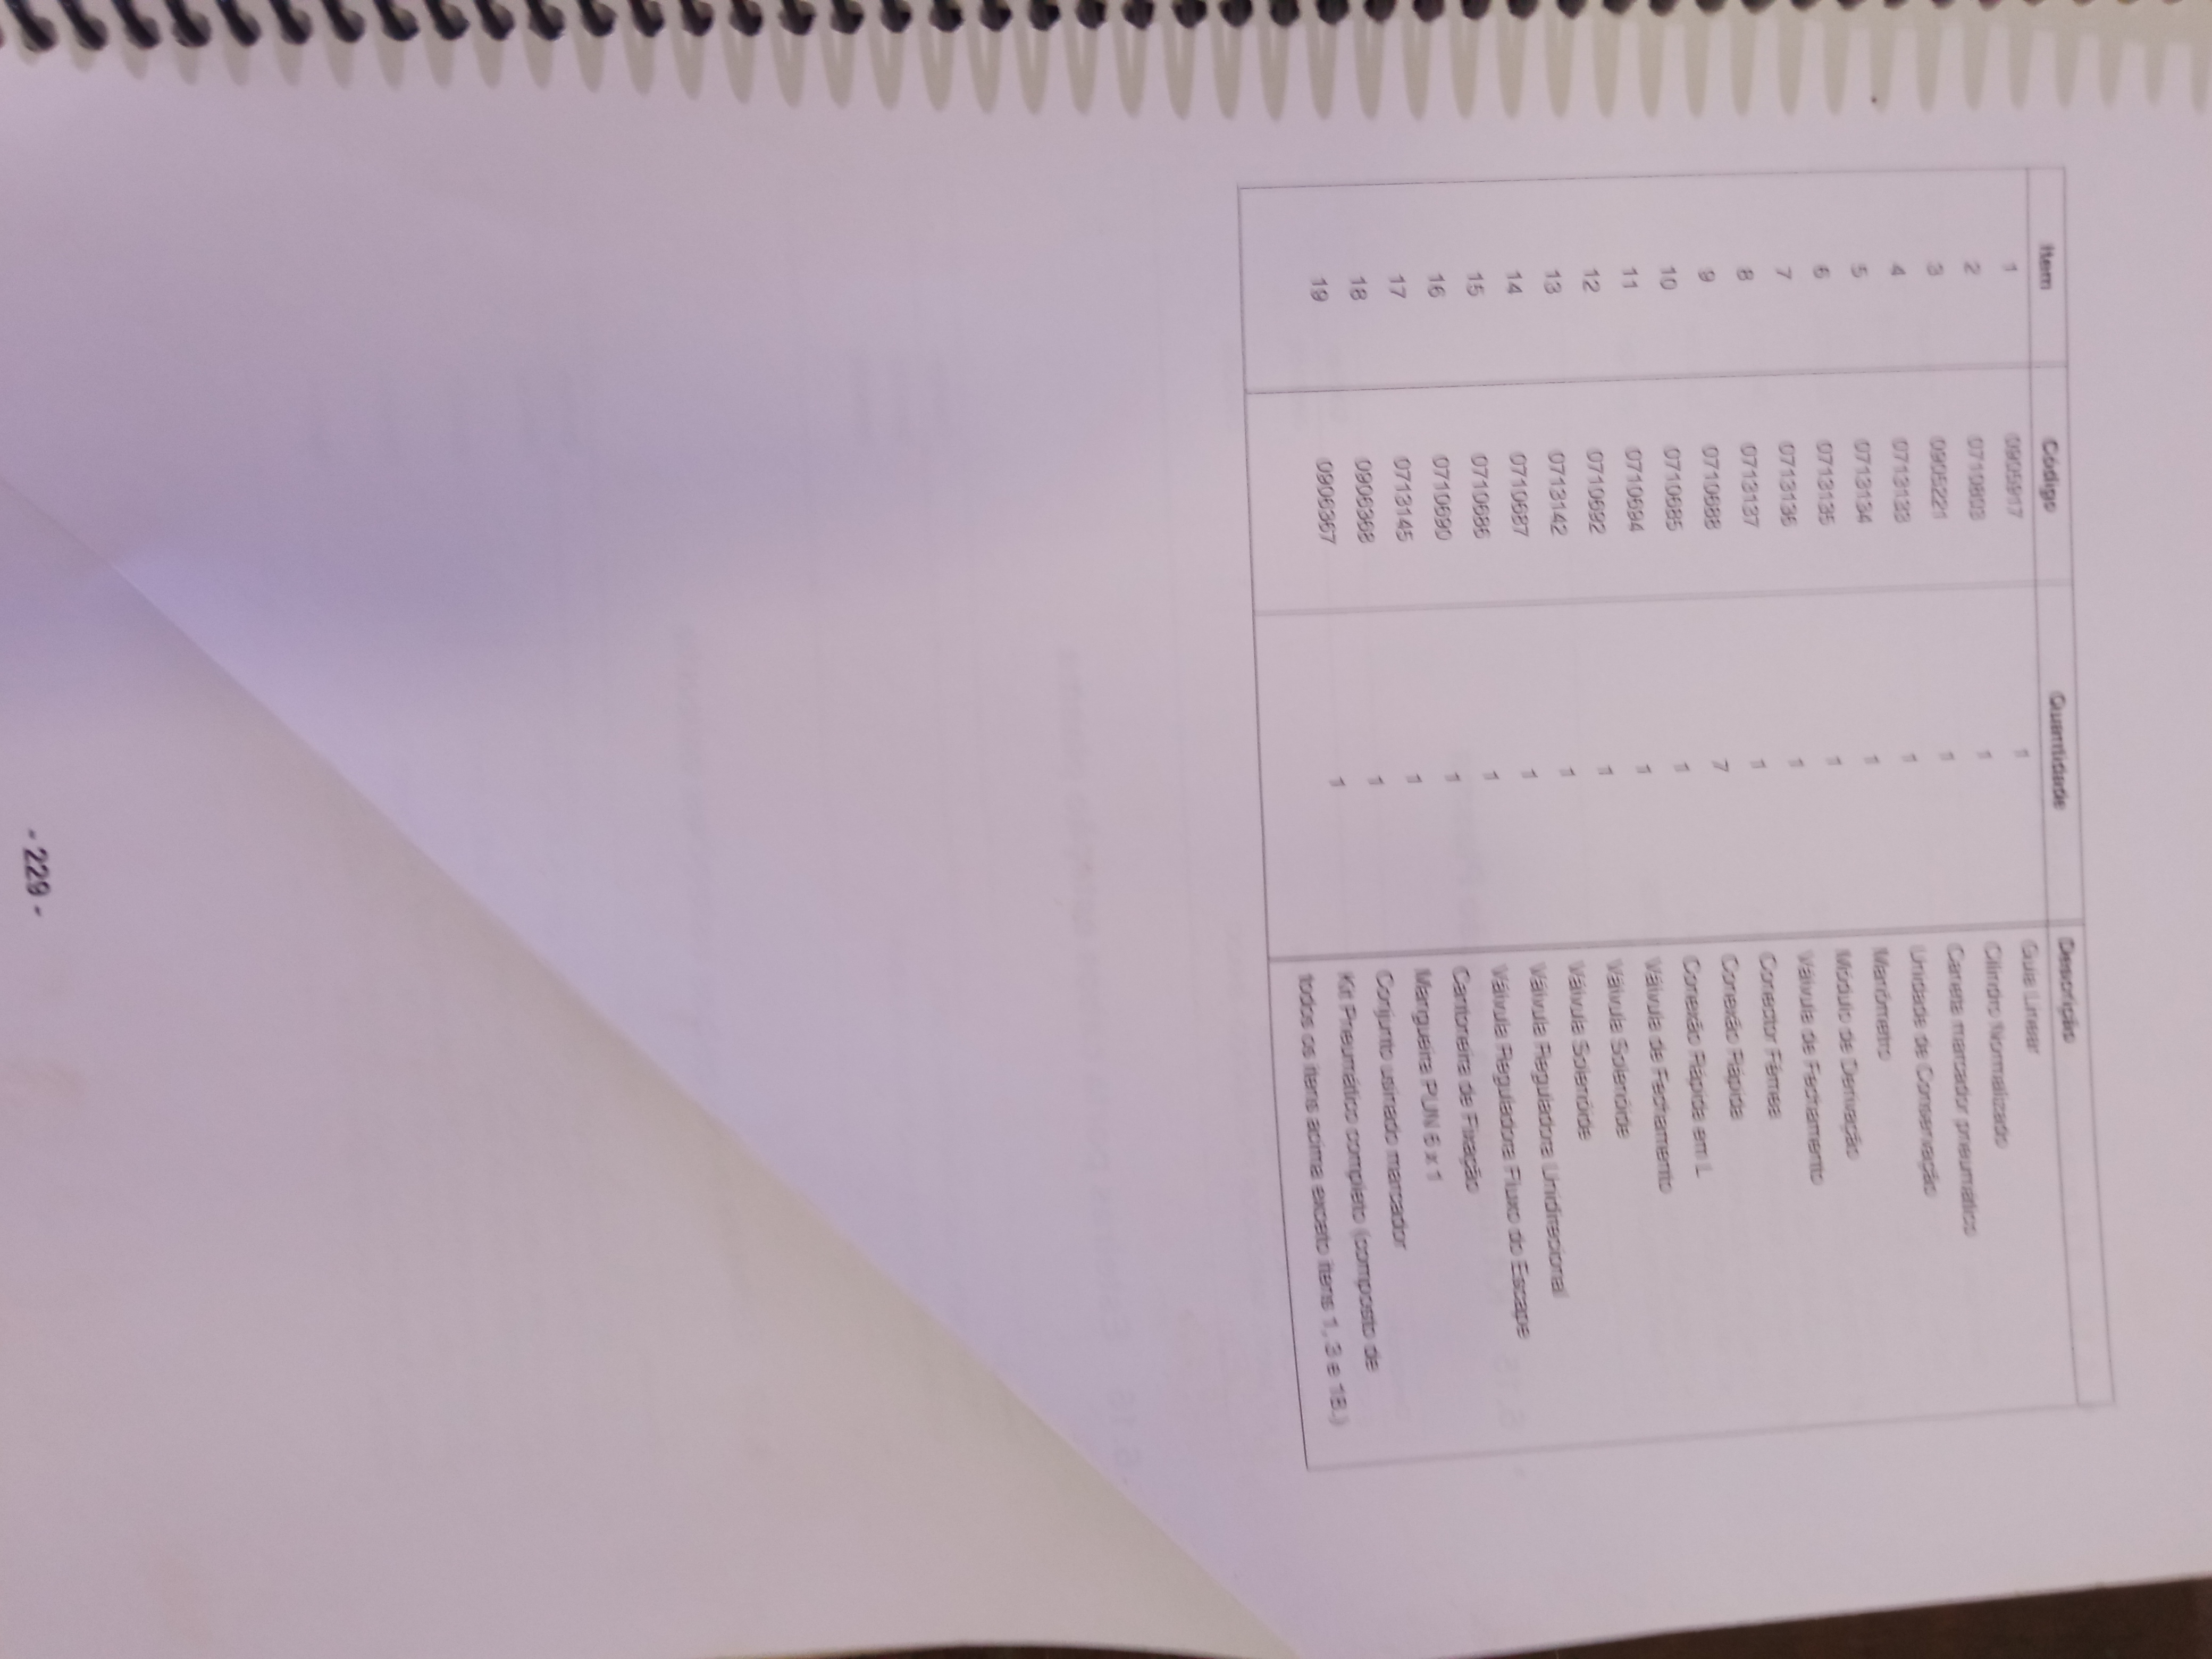 Item Código Quantidade Descrição
1 0905917 1 Guia Linear
2 0710803 1 Cilindro Normalizado
3 0905221 1 Caneta marcador pneumático
4 0713133 1 Unidade de Conservação
5 0713134 1 Manômetro
6 0713135 1 Módulo de Derivação
7 0713136 1 Válvula de Fechamento
8 0713137 1 Conector Fêmea
9 0710688 7 Conexão Rápida
10 0710685 1 Conexão Rápida em L
11 0710694 1 Válvula de Fechamento
12 0710692 1 Válvula Solenóide
13 0713142 1 Válvula Solenóide
14 0710687 1 Válvula Reguladora Unidirecional
15 0710686 1 Válvula Reguladora Fluxo do Escape
16 0710690 1 Cantoneira de Fixação
17 0713145 1 Mangueira PUN 6 x 1
18 0906368 1 Conjunto usinado marcador
19 0906367 1 Kit Pneumático completo (composto de
todos os itens acima exceto itens 1, 3 e 18.)
- 229 -